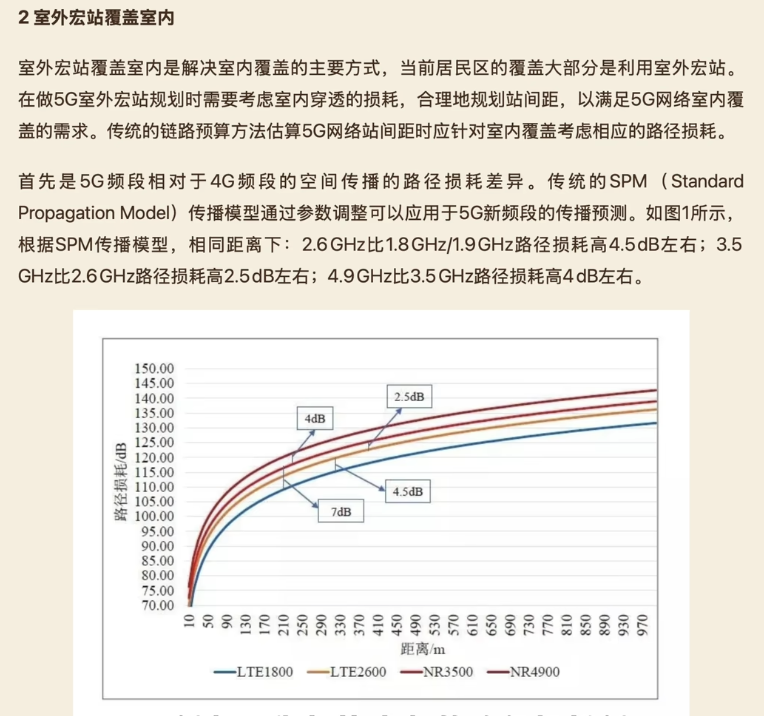 2 室外宏站覆盖室内
室外宏站覆盖室内是解决室内覆盖的主要方式，当前居民区的覆盖大部分是利用室外宏站。
在做5G室外宏站规划时需要考虑室内穿透的损耗，合理地规划站间距，以满足5G网络室内覆
盖的需求。传统的链路预算方法估算5G网络站间距时应针对室内覆盖考虑相应的路径损耗。
首先是5G频段相对于4G频段的空间传播的路径损耗差异。传统的SPM（Standard
Propagation Model）传播模型通过参数调整可以应用于5G新频段的传播预测。如图1所示，
根据SPM传播模型，相同距离下：2.6GHz比1.8GHz/1.9GHz路径损耗高4.5dB左右；3.5
GHz比2.6GHz路径损耗高2.5dB左右；4.9GHz比3.5GHz路径损耗高4dB左右。
150.00
145.00
140.00
135.00
130.00
125.00
120.00
115.00
110.00
105.00
100.00
95.00
90.00
85.00
80.00
75.00
70.00
路径损耗/dB
2.5dB
4dB
4.5dB
7dB
10 50 90 130 170 210 250 290 330 370 410 450 490 530 570 610 650 690 730 770 810 850 890 930 970
距离/m
LTE1800 LTE2600 NR3500 NR4900